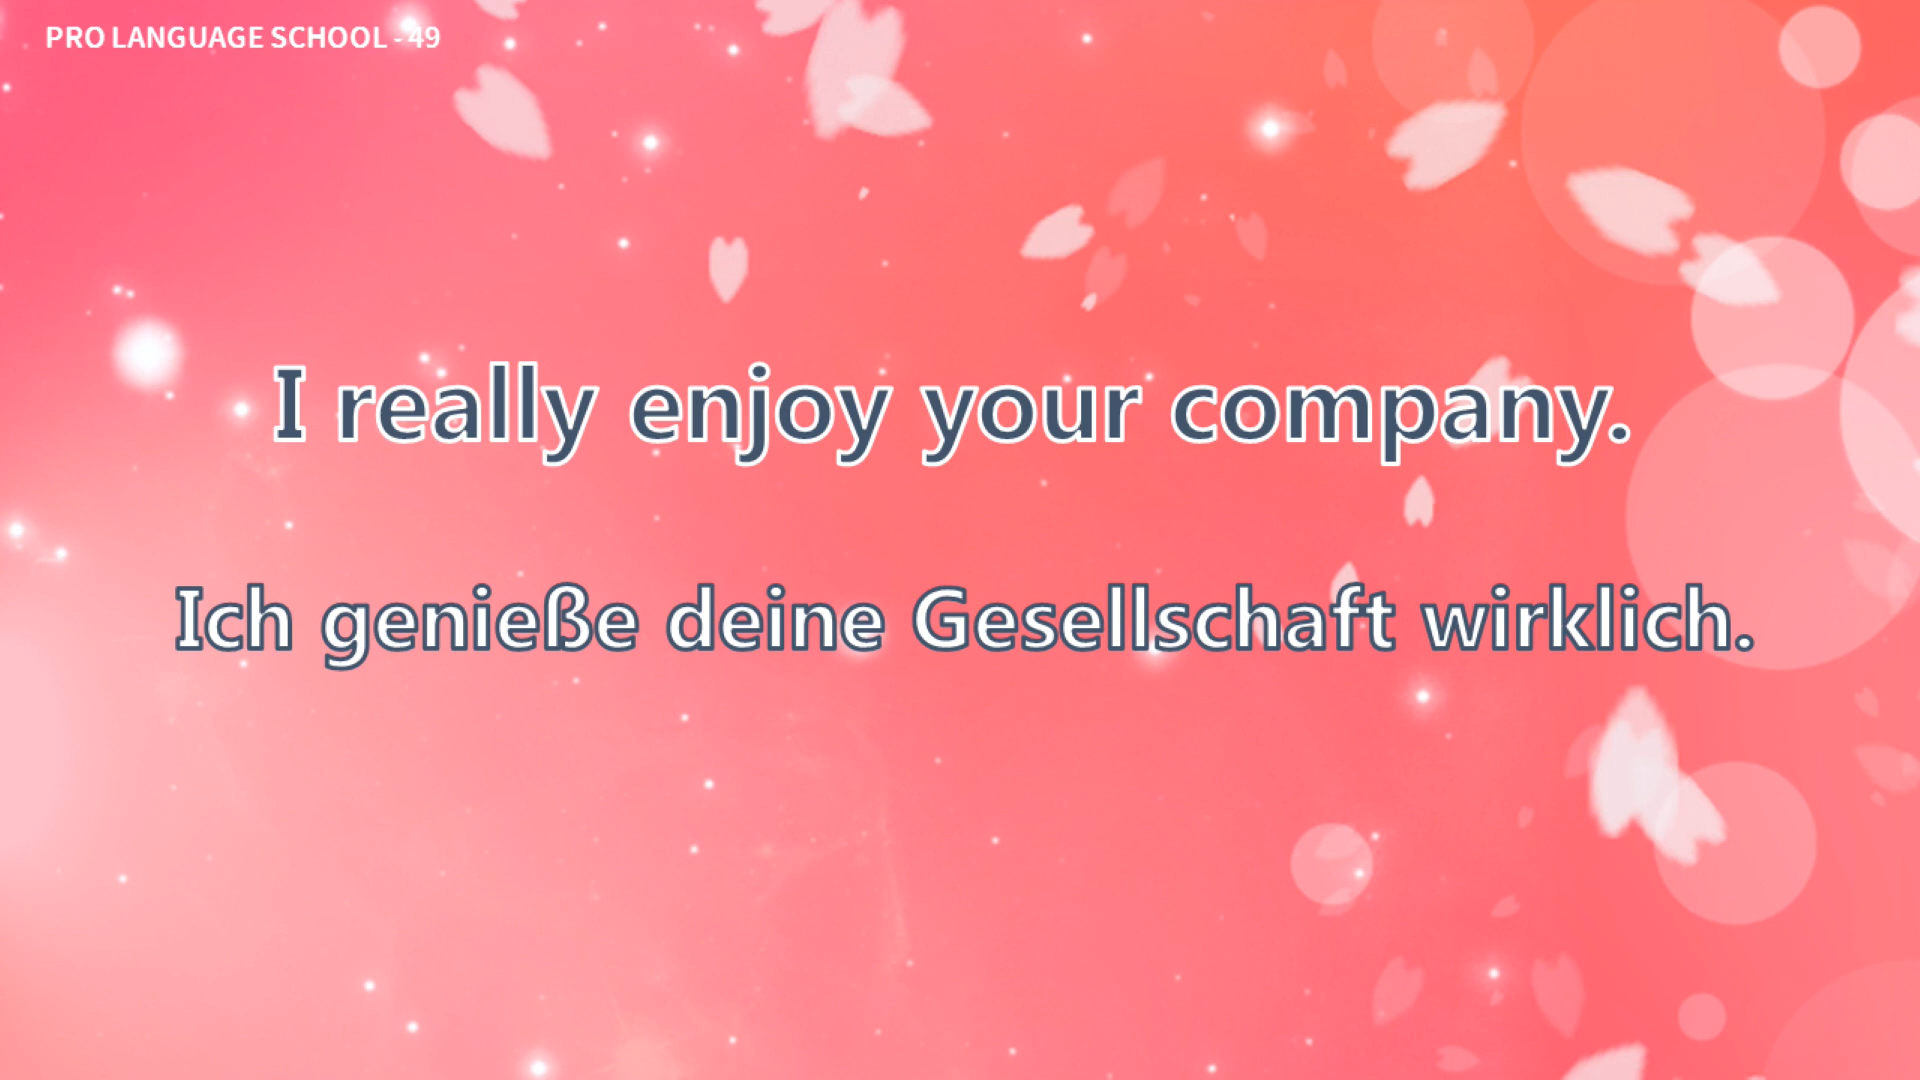 PRO LANGUAGE SCHOOL - 49
I really enjoy your company.
Ich genieße deine Gesellschaft wirklich.